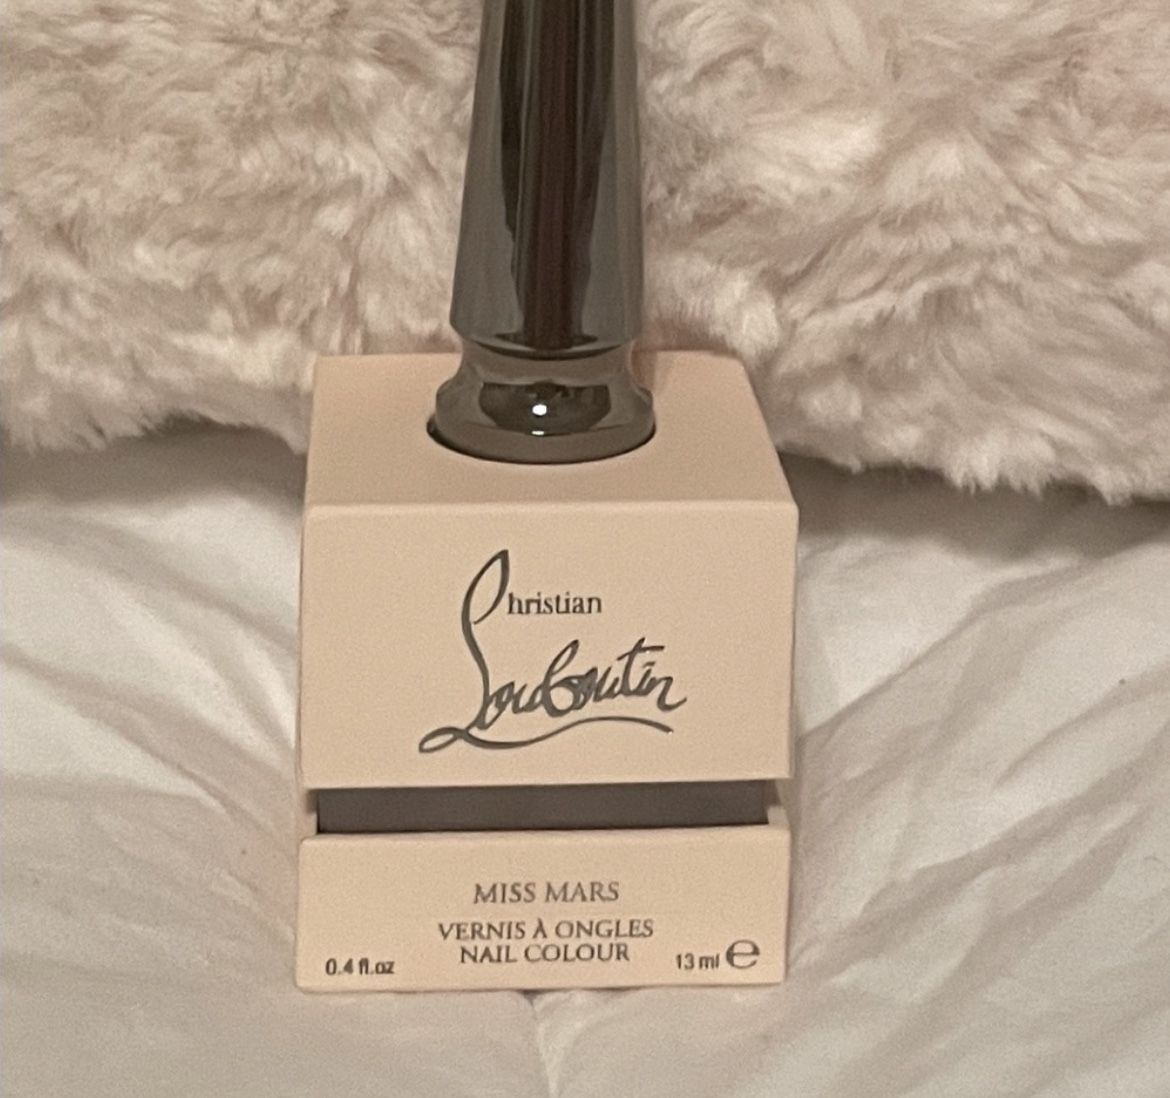 Christian
Louboutin
MISS MARS
VERNIS À ONGLES
NAIL COLOUR
0.4 fl.oz
13 ml e